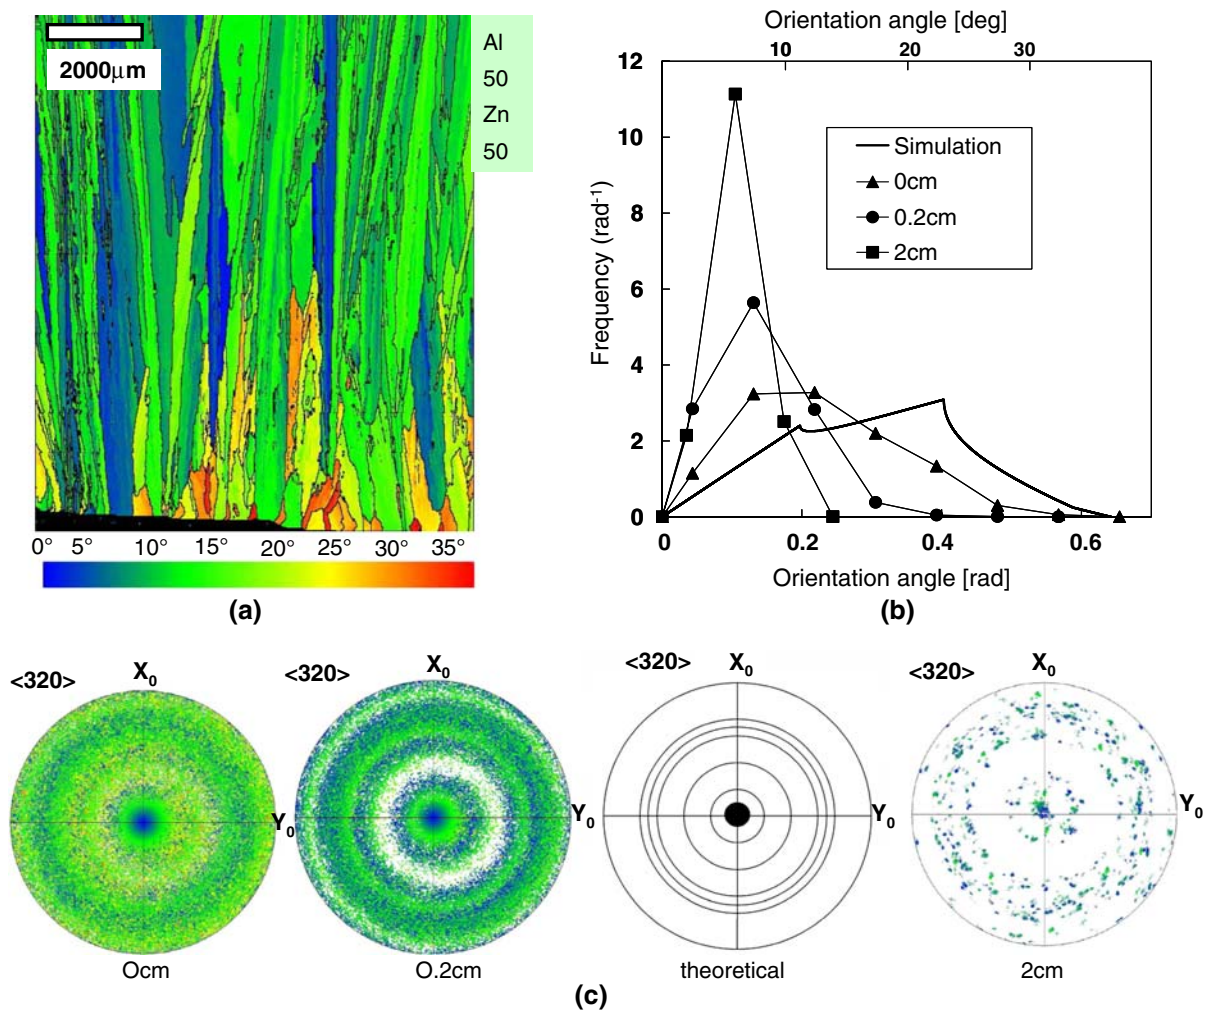 2000μm
Al
50
Zn
50
0° 5° 10° 15° 20° 25° 30° 35°
(a)
Orientation angle [deg]
10 22 30
12
10
8
6
4
2
0
Frequency (rad-1)
Simulation
0cm
0.2cm
2cm
0 0.2 0.4 0.6
Orientation angle [rad]
(b)
<320> X0 Y0
0cm
<320> X0 Y0
0.2cm
<320> X0 Y0
theoretical
<320> X0 Y0
2cm
(c)